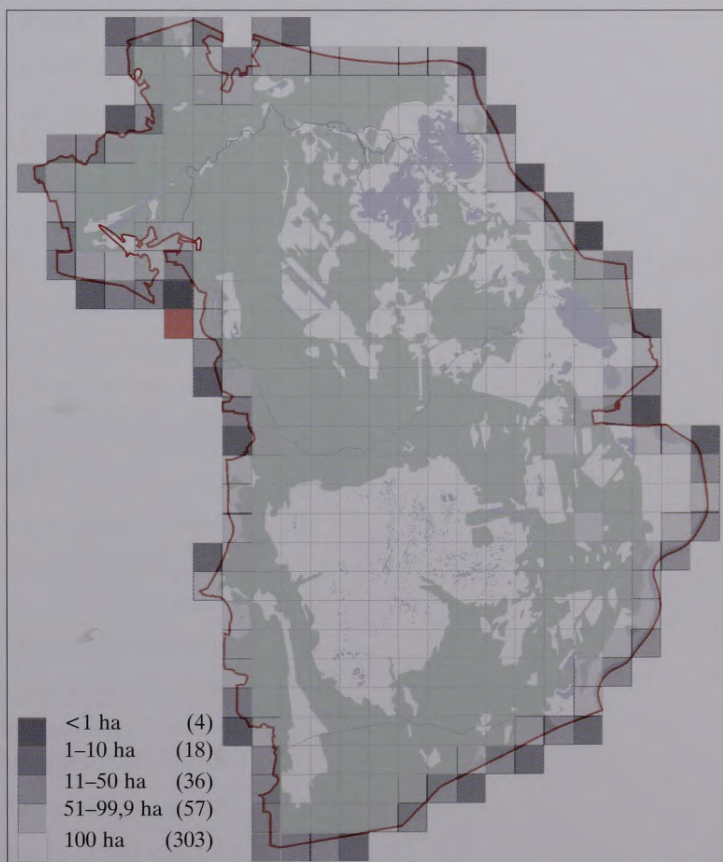 <1 ha (4)
1–10 ha (18)
11–50 ha (36)
51–99,9 ha (57)
100 ha (303)